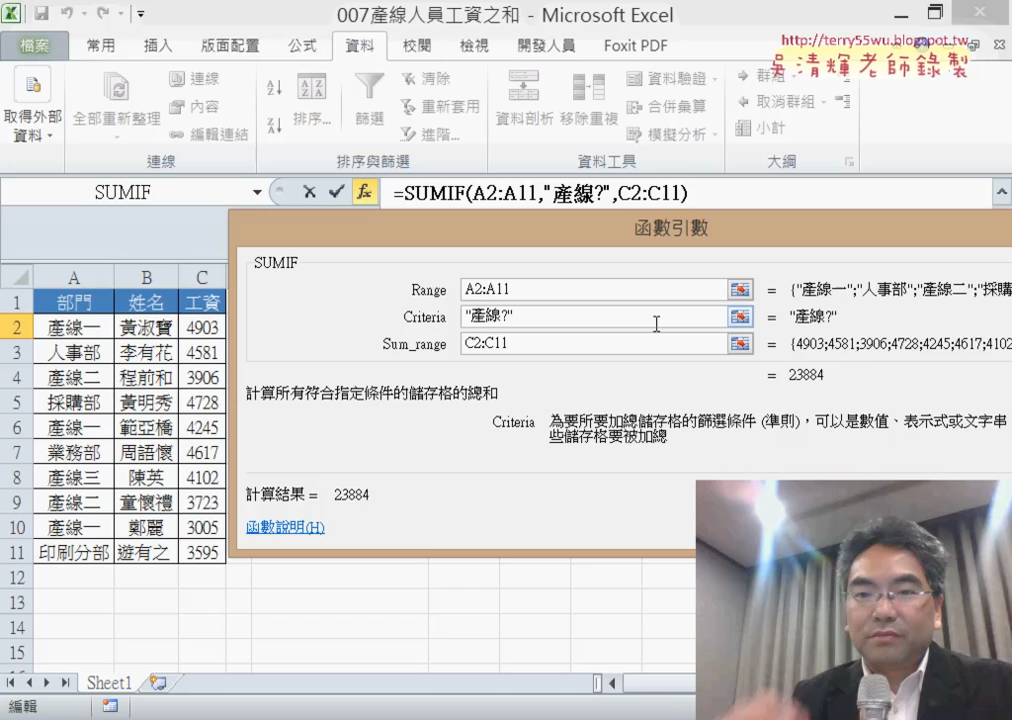 007產線人員工資之和 - Microsoft Excel
檔案 常用 插入 版面配置 公式 資料 校閱 檢視 開發人員 Foxit PDF
http://terry55wu.blogspot.tw
吳清輝老師錄製
取得外部資料
全部重新整理
連線
內容
編輯連結
連線
排序...
篩選
清除
重新套用
進階...
排序與篩選
資料剖析
移除重複
資料驗證
合併彙算
模擬分析
資料工具
群組
取消群組
小計
大綱
SUMIF
=SUMIF(A2:A11,"產線?",C2:C11)
函數引數
SUMIF
Range A2:A11 = {"產線一";"人事部";"產線二";"採購
Criteria "產線?" = "產線?"
Sum_range C2:C11 = {4903;4581;3906;4728;4245;4617;4102
= 23884
計算所有符合指定條件的儲存格的總和
Criteria 為要所要加總儲存格的篩選條件 (準則)，可以是數值、表示式或文字串
些儲存格要被加總
計算結果 = 23884
函數說明(H)
A B C
1 部門 姓名 工資
2 產線一 黃淑寶 4903
3 人事部 李有花 4581
4 產線二 程前和 3906
5 採購部 黃明秀 4728
6 產線一 範亞橋 4245
7 業務部 周語懷 4617
8 產線三 陳英 4102
9 產線二 童懷禮 3723
10 產線一 鄭麗 3005
11 印刷分部 遊有之 3595
12
13
14
15
Sheet1
編輯